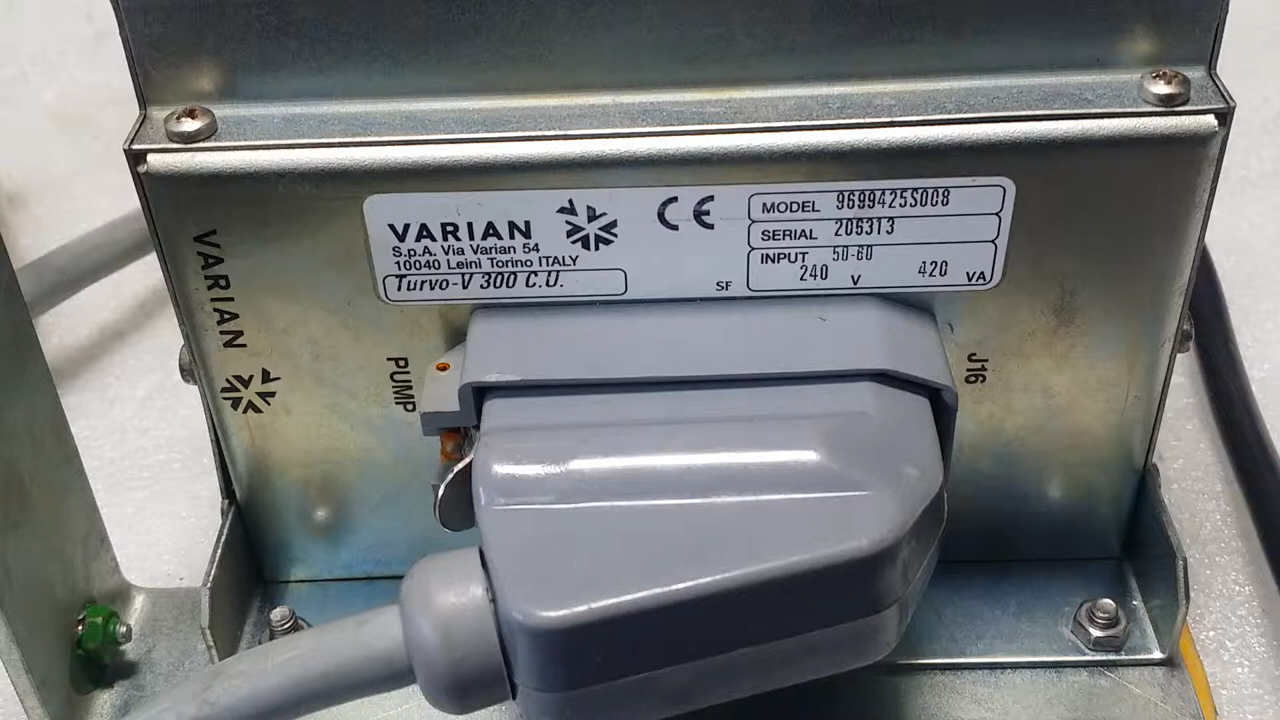 VARIAN
S.p.A. Via Varian 54
10040 Leini Torino ITALY
Turvo-V 300 C.U.
CE
SF
MODEL 9699425S008
SERIAL 206313
INPUT 50-60
240 V 420 VA
VARIAN
PUMP
J16